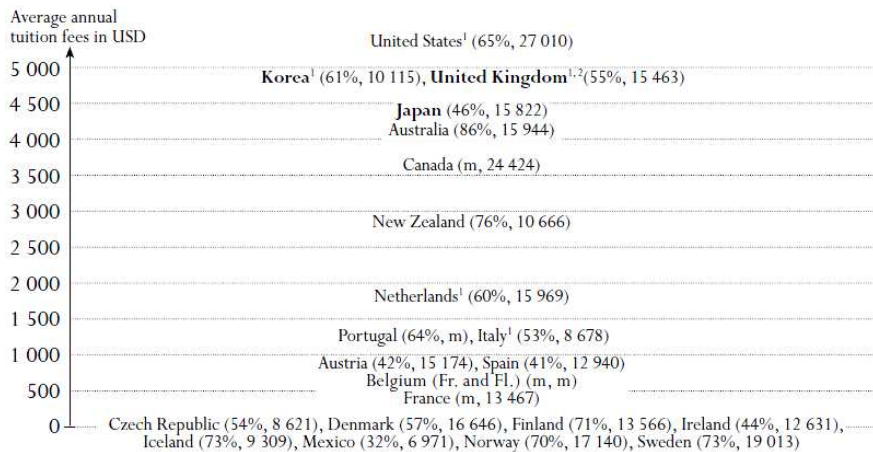 Average annual
tuition fees in USD
United States¹ (65%, 27 010)
5 000
Korea¹ (61%, 10 115), United Kingdom¹,²(55%, 15 463)
4 500
Japan (46%, 15 822)
Australia (86%, 15 944)
4 000
Canada (m, 24 424)
3 500
3 000
New Zealand (76%, 10 666)
2 500
2 000
Netherlands¹ (60%, 15 969)
1 500
Portugal (64%, m), Italy¹ (53%, 8 678)
1 000
Austria (42%, 15 174), Spain (41%, 12 940)
Belgium (Fr. and Fl.) (m, m)
500
France (m, 13 467)
0
Czech Republic (54%, 8 621), Denmark (57%, 16 646), Finland (71%, 13 566), Ireland (44%, 12 631),
Iceland (73%, 9 309), Mexico (32%, 6 971), Norway (70%, 17 140), Sweden (73%, 19 013)